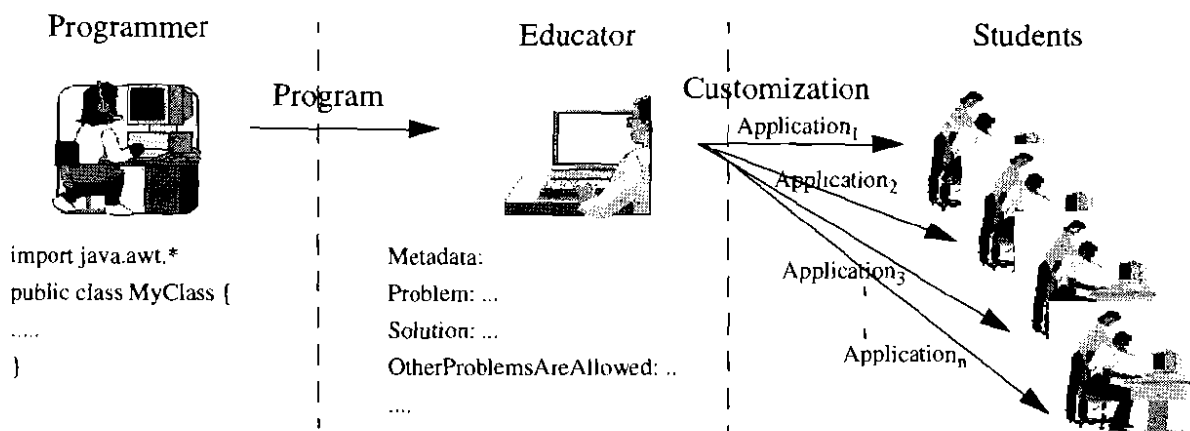 Programmer
Educator
Students
Program
Customization
Application1
Application2
Application3
Applicationn
import java.awt.*
public class MyClass {
.....
}
Metadata:
Problem: ...
Solution: ...
OtherProblemsAreAllowed: ..
....